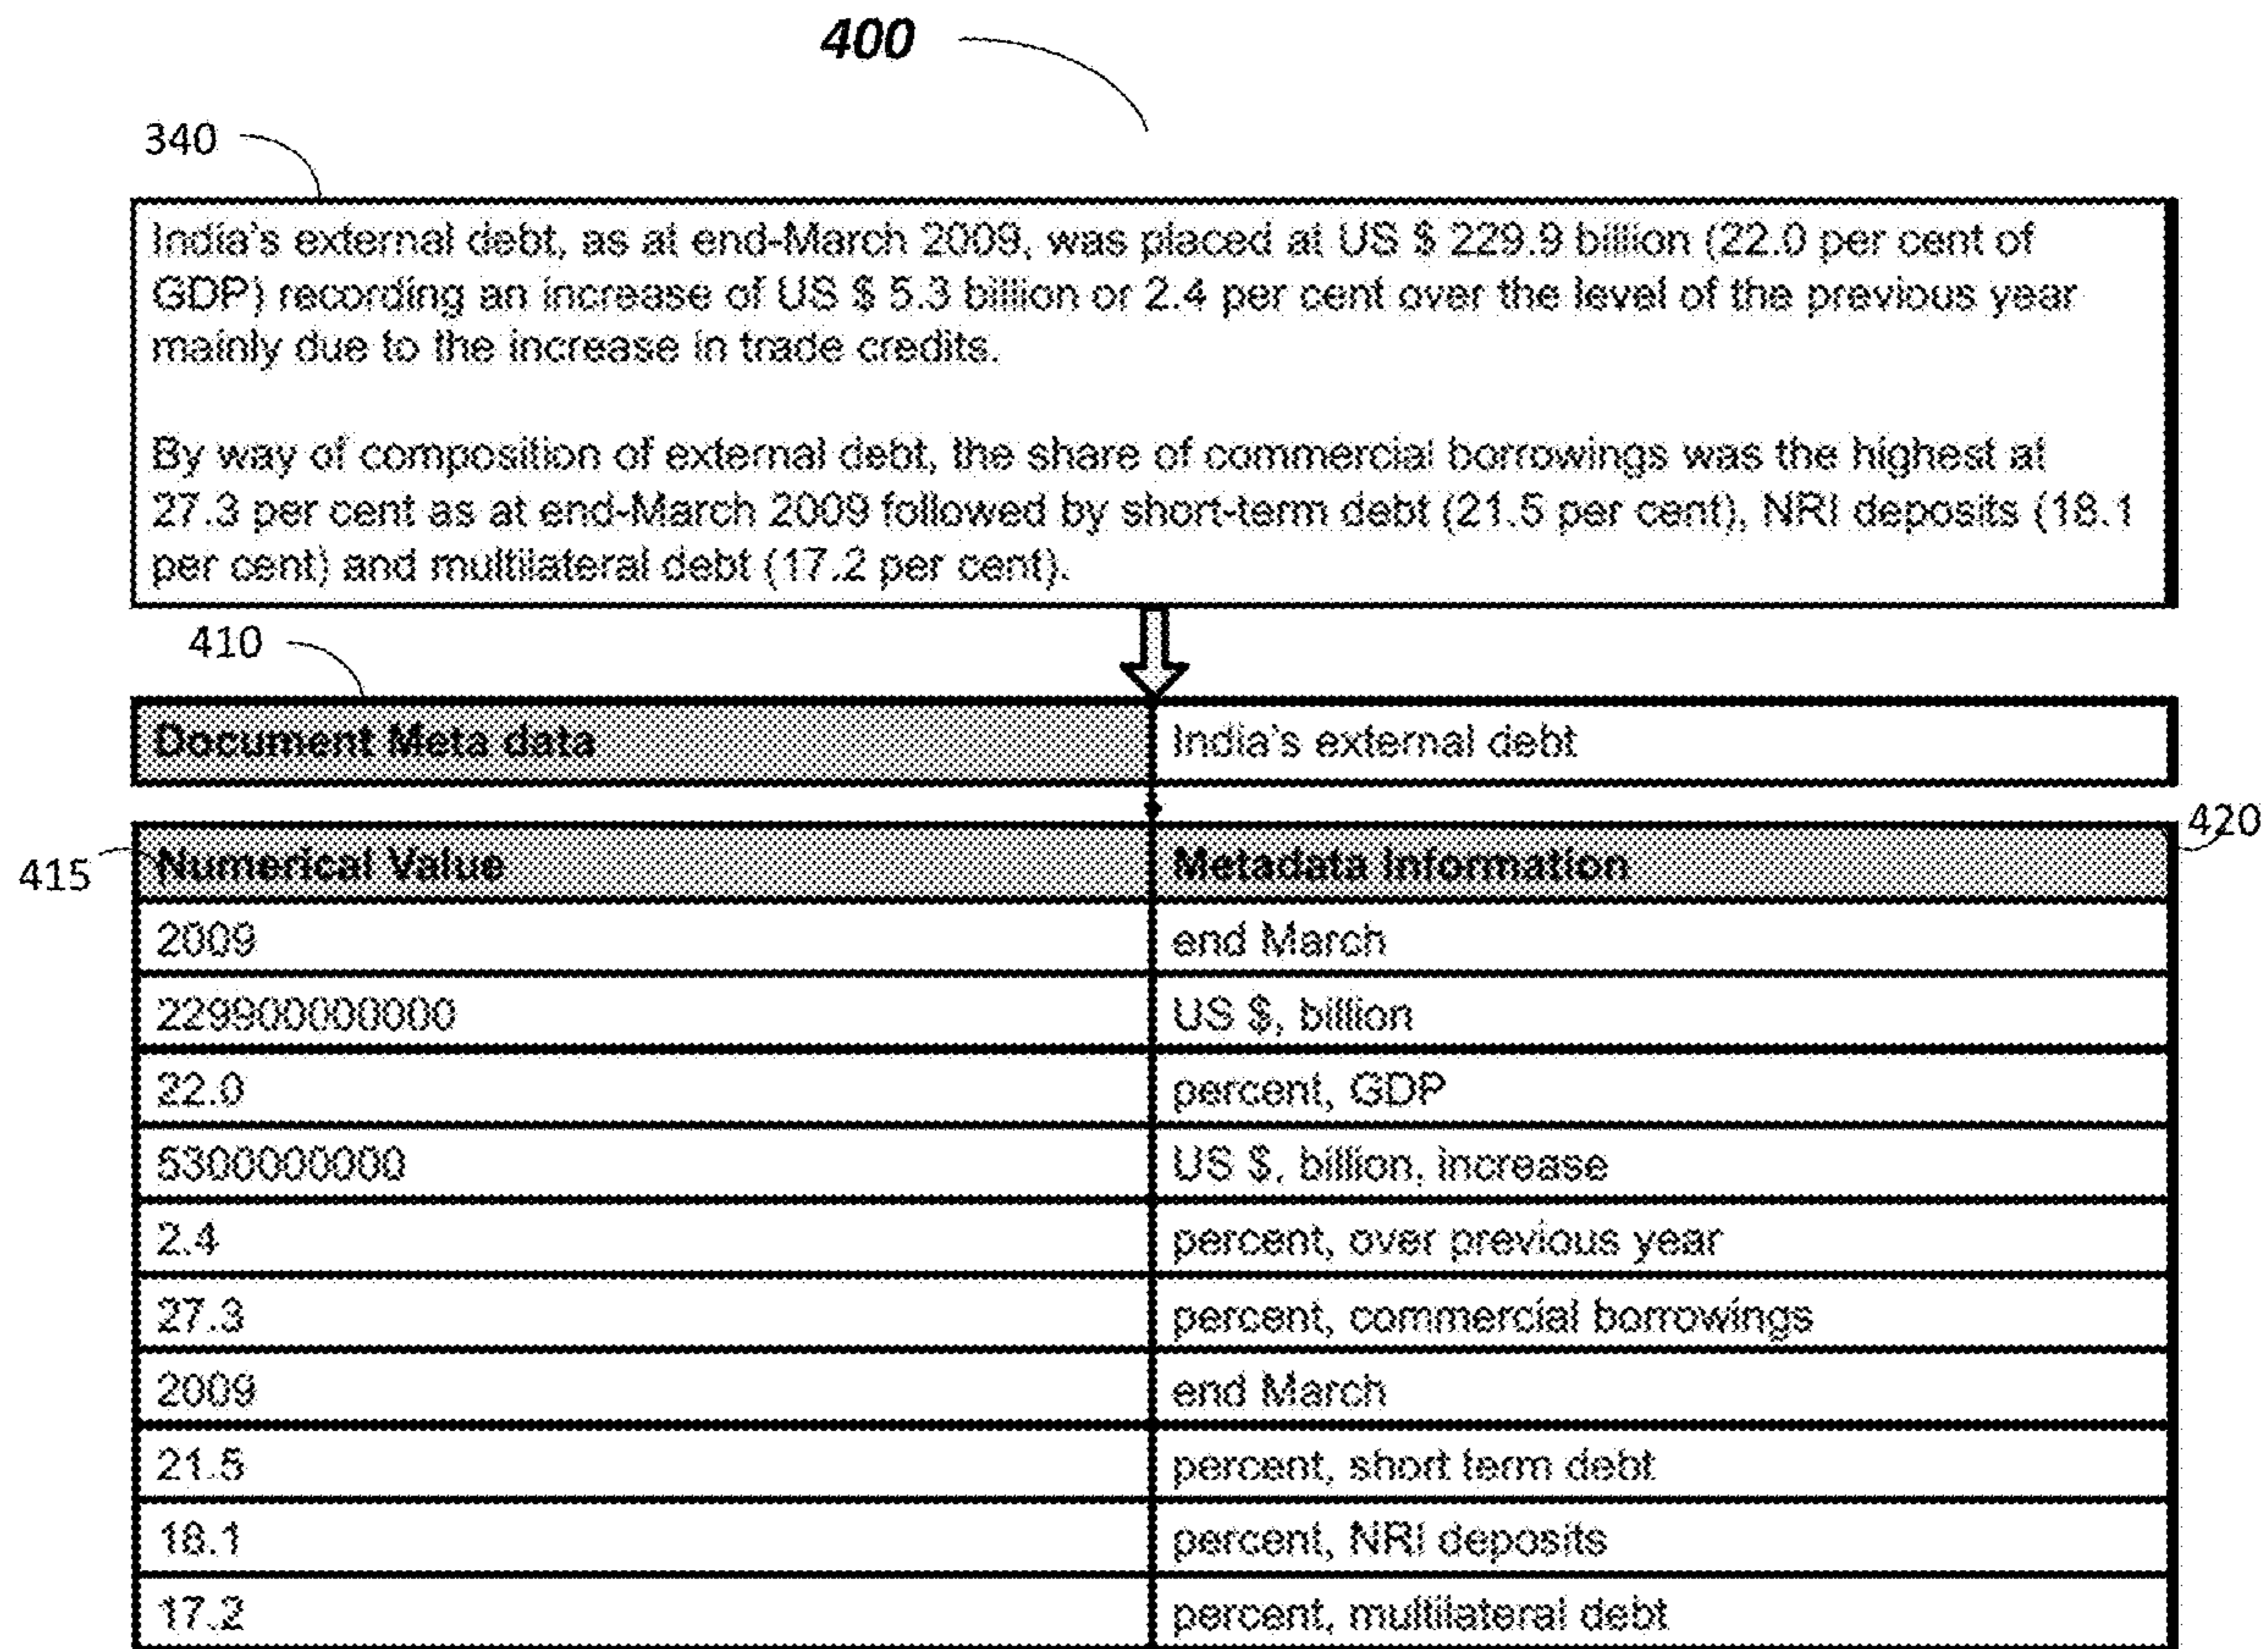 400
340
India's external debt, as at end-March 2009, was placed at US $ 229.9 billion (22.0 per cent of
GDP) recording an increase of US $ 5.3 billion or 2.4 per cent over the level of the previous year
mainly due to the increase in trade credits.
By way of composition of external debt, the share of commercial borrowings was the highest at
27.3 per cent as at end-March 2009 followed by short-term debt (21.5 per cent), NRI deposits (18.1
per cent) and multilateral debt (17.2 per cent).
410
Document Meta data India's external debt
420
415
Numerical Value Metadata Information
2009 end March
229900000000 US $, billion
22.0 percent, GDP
5300000000 US $, billion, increase
2.4 percent, over previous year
27.3 percent, commercial borrowings
2009 end March
21.5 percent, short term debt
18.1 percent, NRI deposits
17.2 percent, multilateral debt